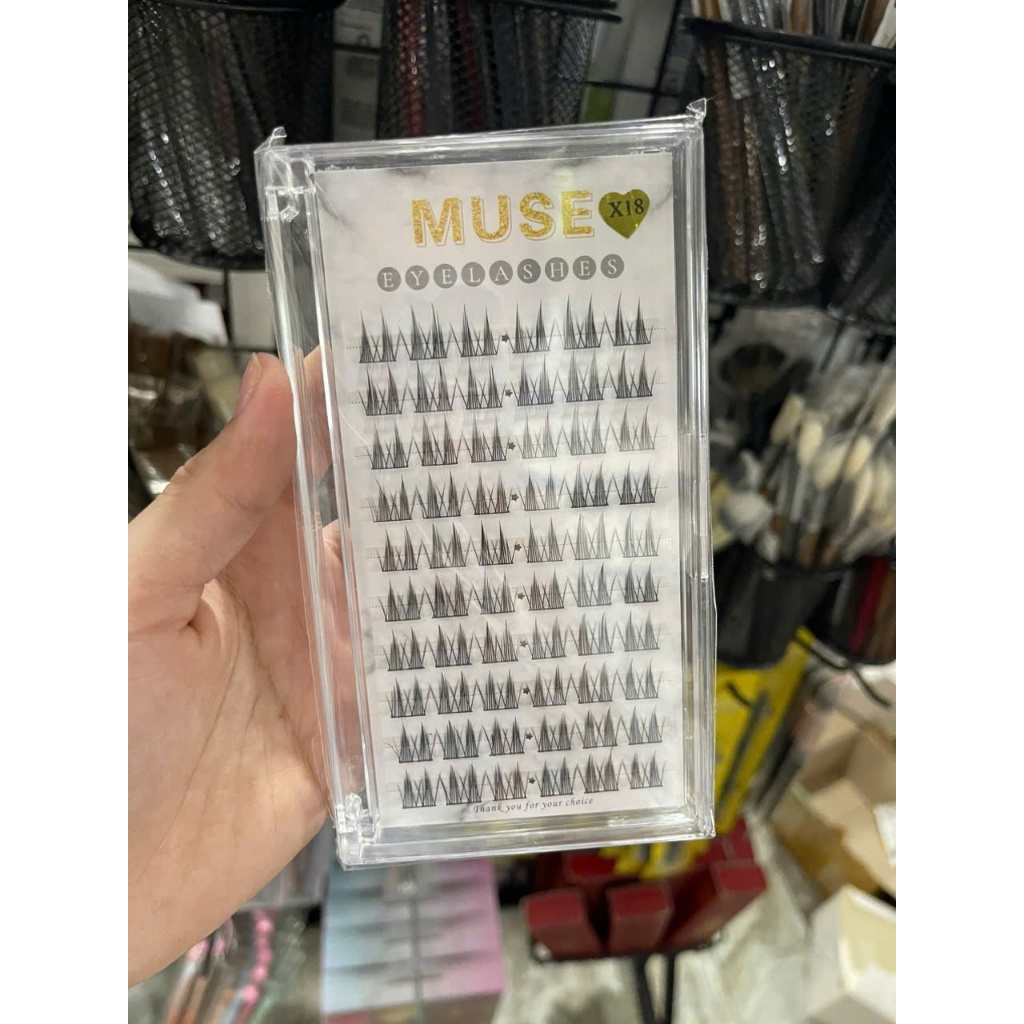 MUSE X18
EYELASHES
Thank you for your choice